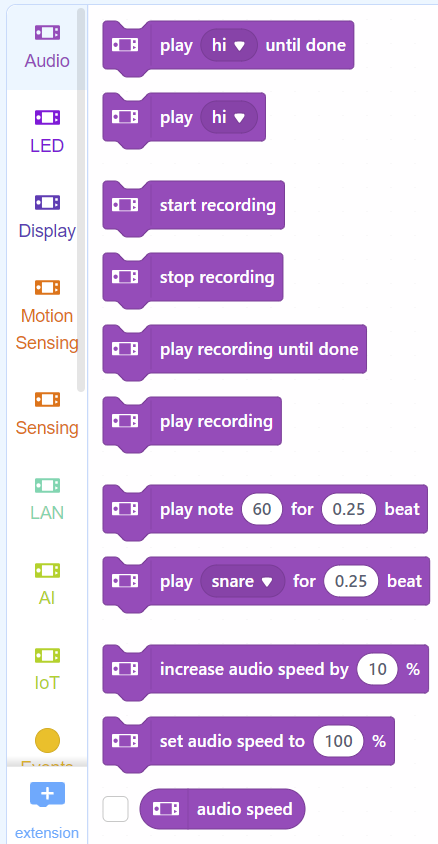 Audio
LED
Display
Motion
Sensing
Sensing
LAN
AI
IoT
Events
extension
play hi until done
play hi
start recording
stop recording
play recording until done
play recording
play note 60 for 0.25 beat
play snare for 0.25 beat
increase audio speed by 10 %
set audio speed to 100 %
audio speed